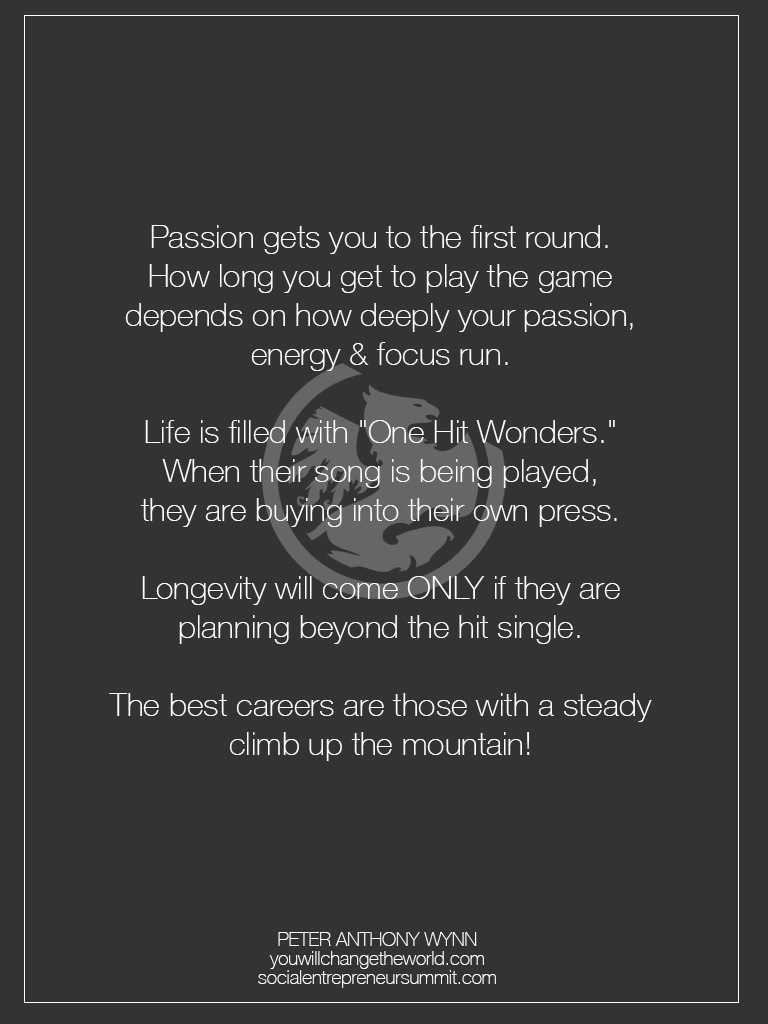 Passion gets you to the first round.
How long you get to play the game
depends on how deeply your passion,
energy & focus run.
Life is filled with "One Hit Wonders."
When their song is being played,
they are buying into their own press.
Longevity will come ONLY if they are
planning beyond the hit single.
The best careers are those with a steady
climb up the mountain!
PETER ANTHONY WYNN
youwillchangetheworld.com
socialentrepreneursummit.com